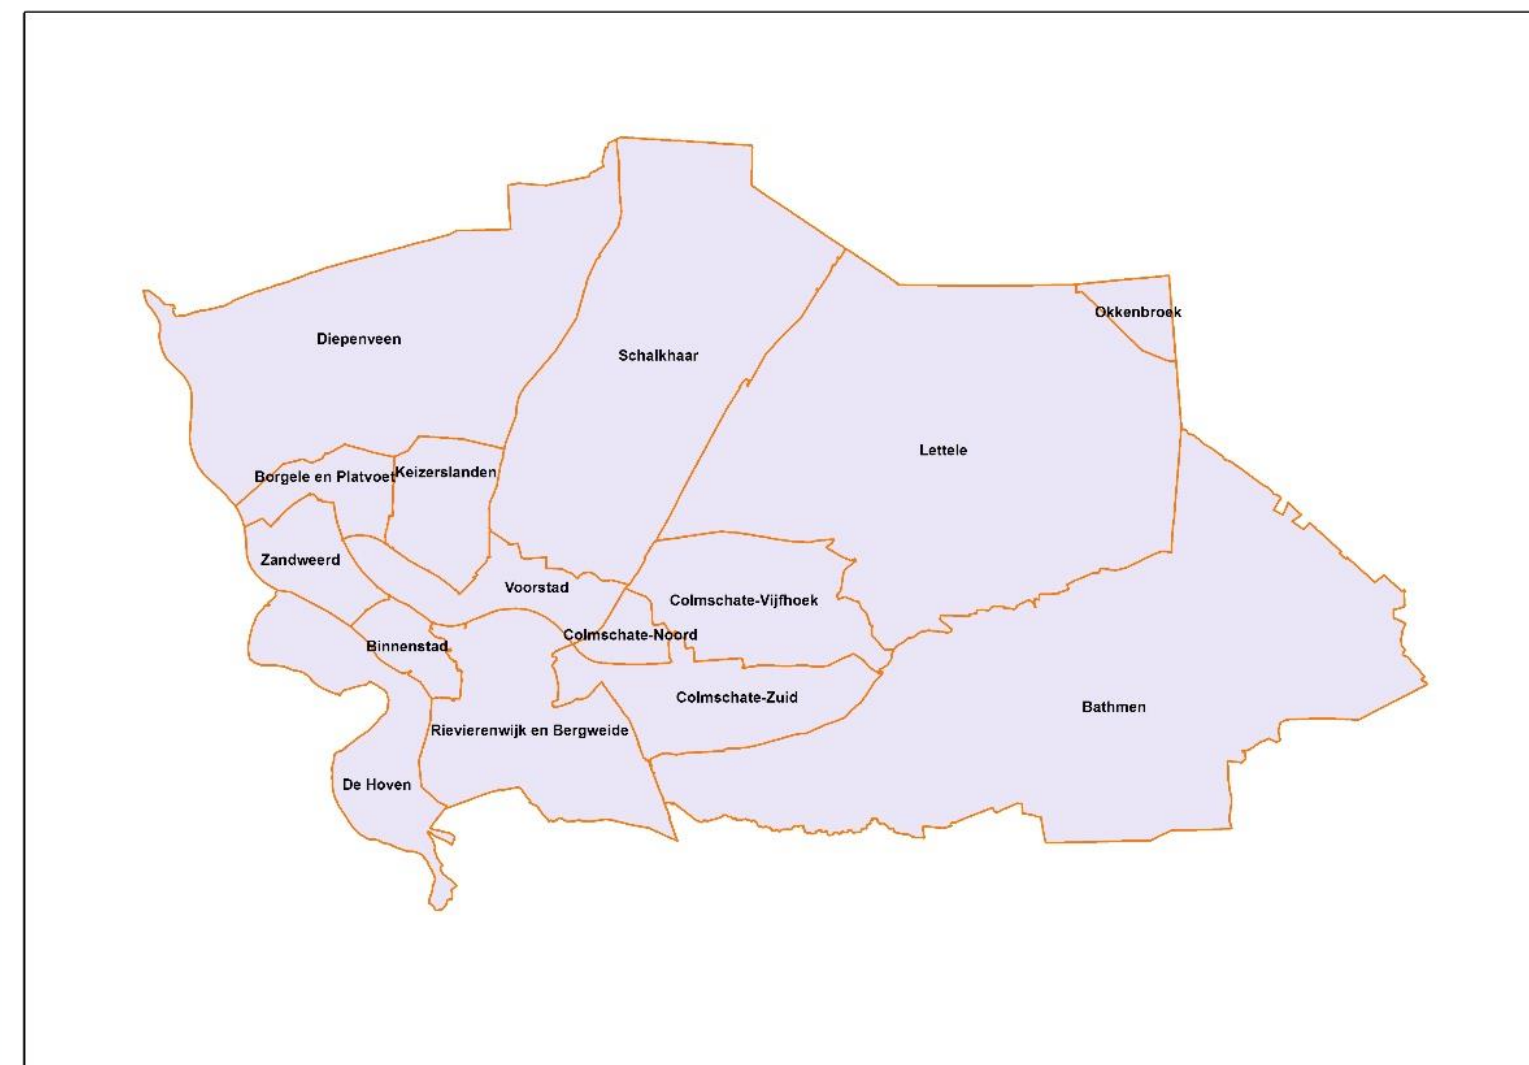 Okkenbroek
Diepenveen
Schalkhaar
Lettele
Keizerslanden
Borgele en Platvoet
Zandweerd
Voorstad
Colmschate-Vijfhoek
Colmschate-Noord
Binnenstad
Colmschate-Zuid
Bathmen
Rievierenwijk en Bergweide
De Hoven